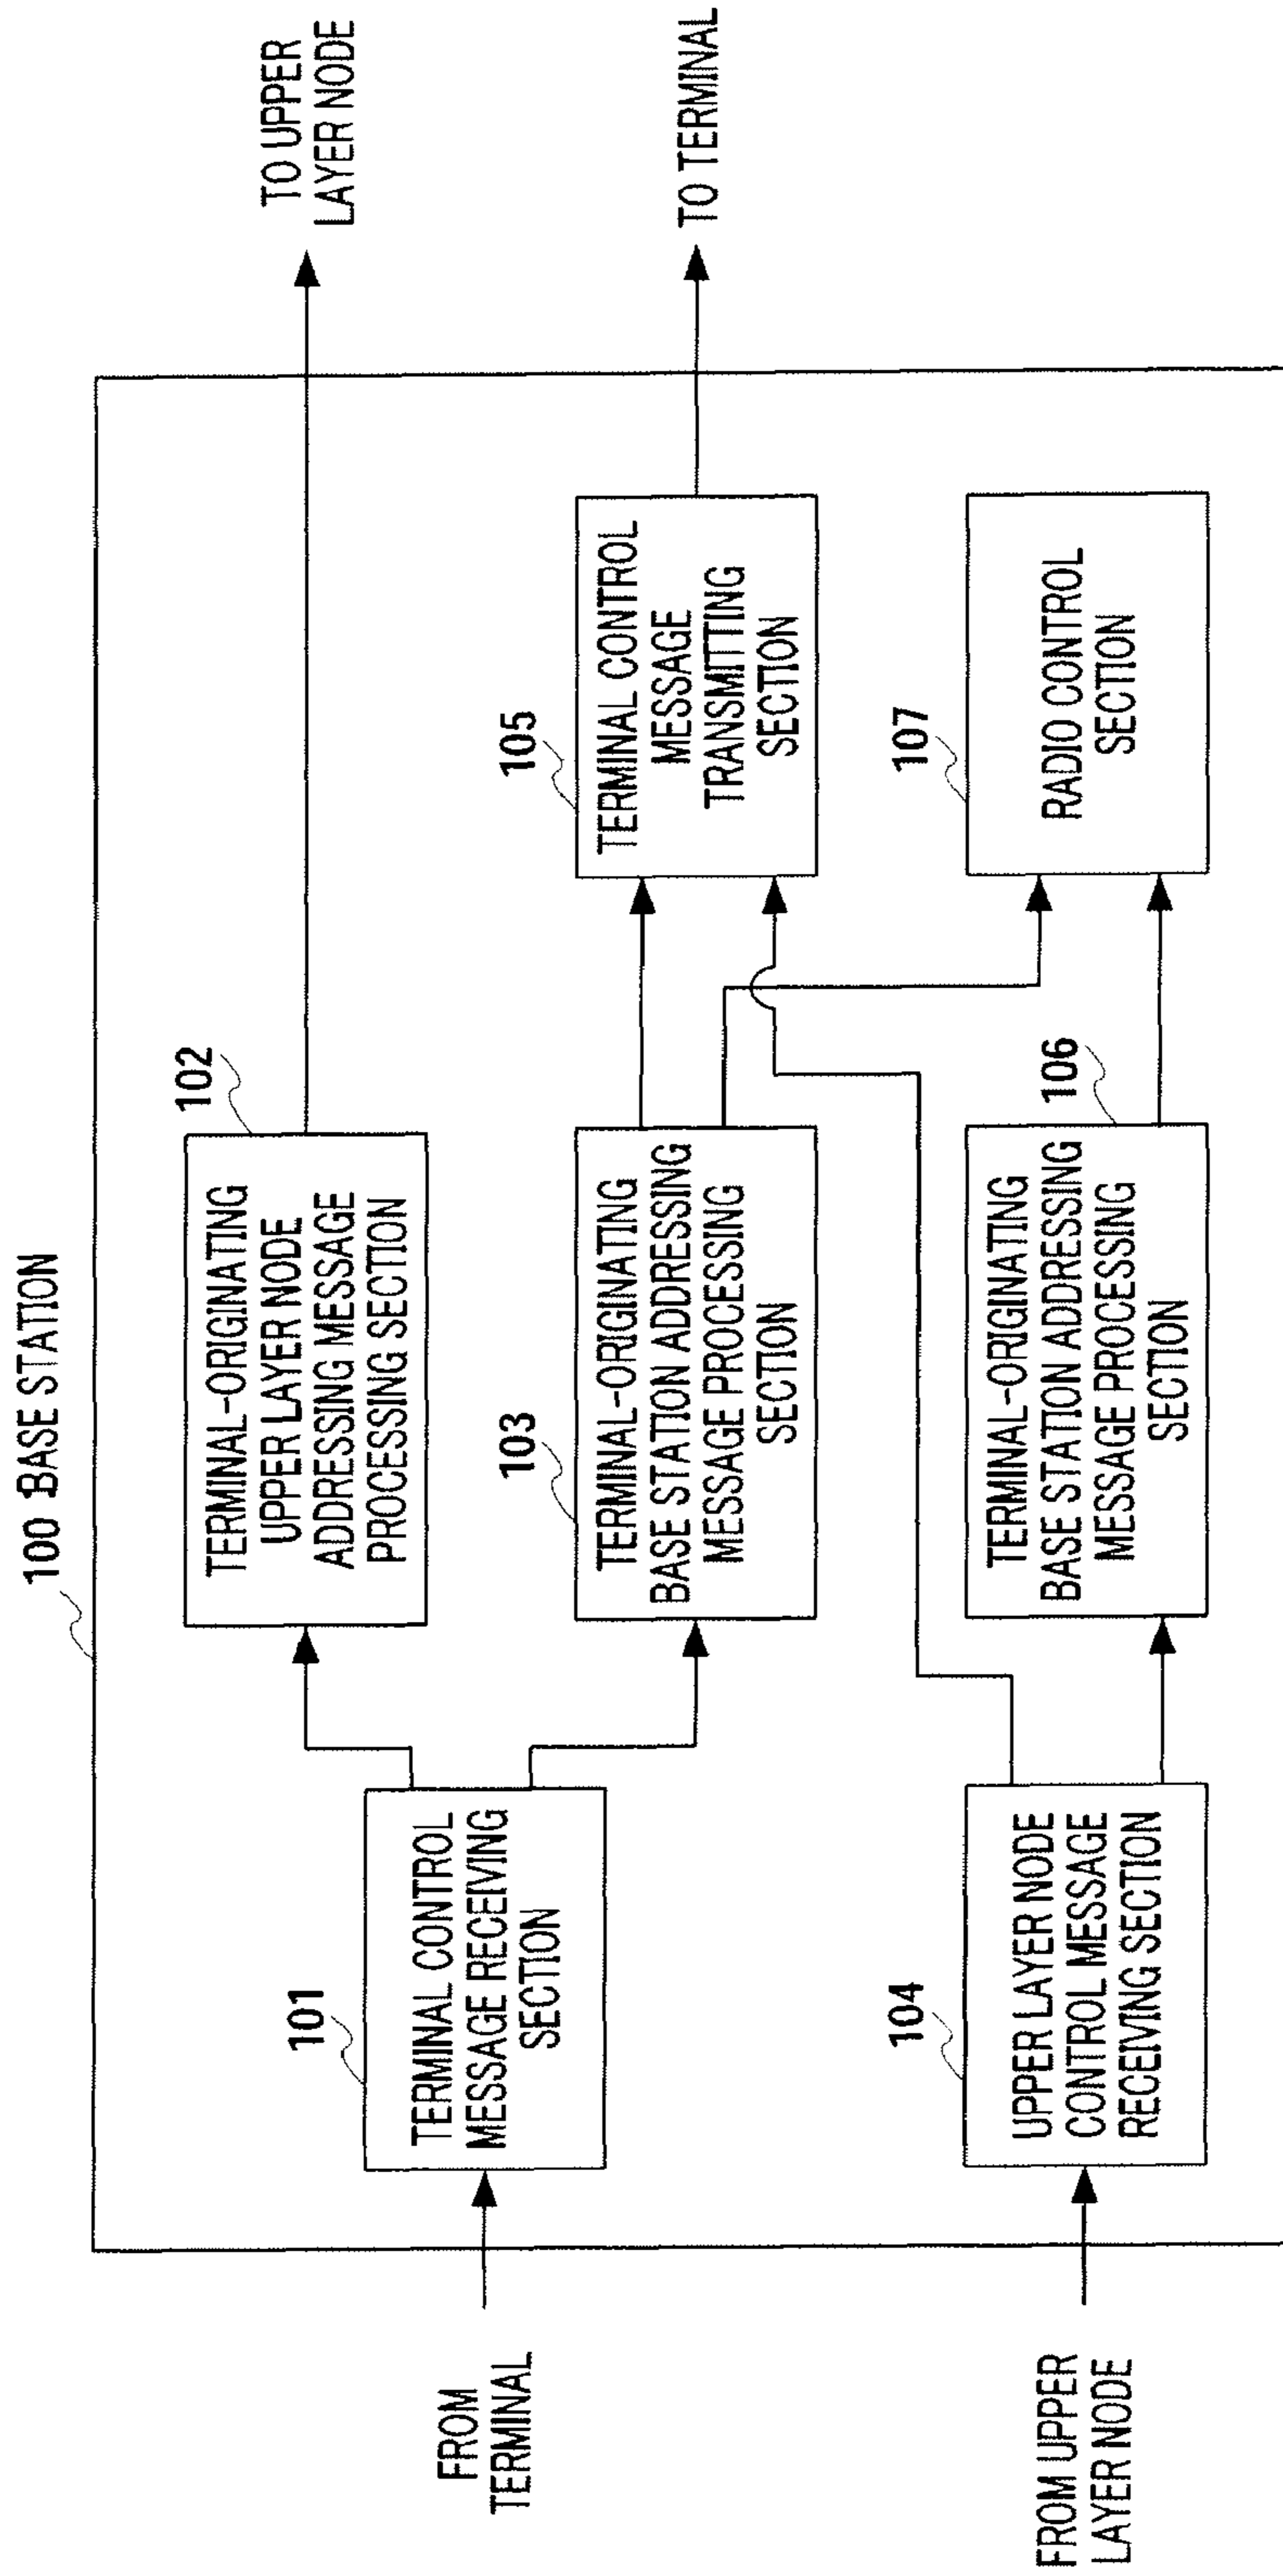 100 BASE STATION
FROM
TERMINAL
101
TERMINAL CONTROL
MESSAGE RECEIVING
SECTION
102
TERMINAL-ORIGINATING
UPPER LAYER NODE
ADDRESSING MESSAGE
PROCESSING SECTION
TO UPPER
LAYER NODE
103
TERMINAL-ORIGINATING
BASE STATION ADDRESSING
MESSAGE PROCESSING
SECTION
105
TERMINAL CONTROL
MESSAGE
TRANSMITTING
SECTION
TO TERMINAL
FROM UPPER
LAYER NODE
104
UPPER LAYER NODE
CONTROL MESSAGE
RECEIVING SECTION
106
TERMINAL-ORIGINATING
BASE STATION ADDRESSING
MESSAGE PROCESSING
SECTION
107
RADIO CONTROL
SECTION